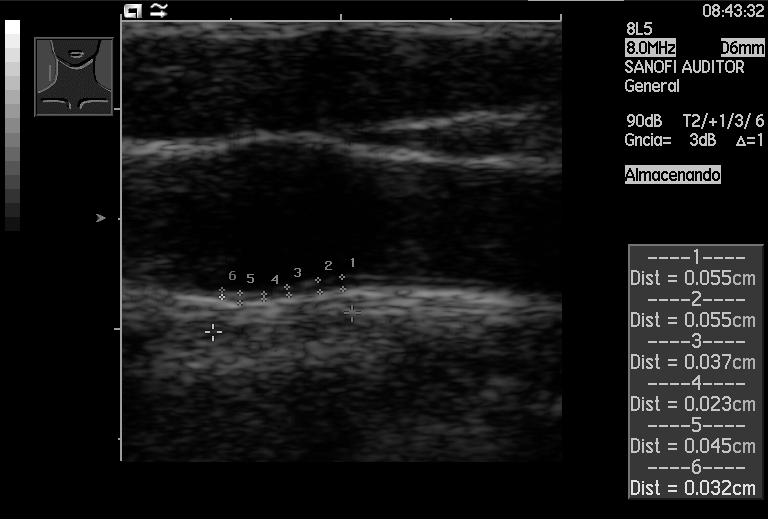 08:43:32
8L5
8.0MHz 06mm
SANOFI AUDITOR
General
90dB T2/+1/3/ 6
Gncia= 3dB Δ=1
Almacenando
6 5 4 3 2 1
----1----
Dist = 0.055cm
----2----
Dist = 0.055cm
----3----
Dist = 0.037cm
----4----
Dist = 0.023cm
----5----
Dist = 0.045cm
----6----
Dist = 0.032cm